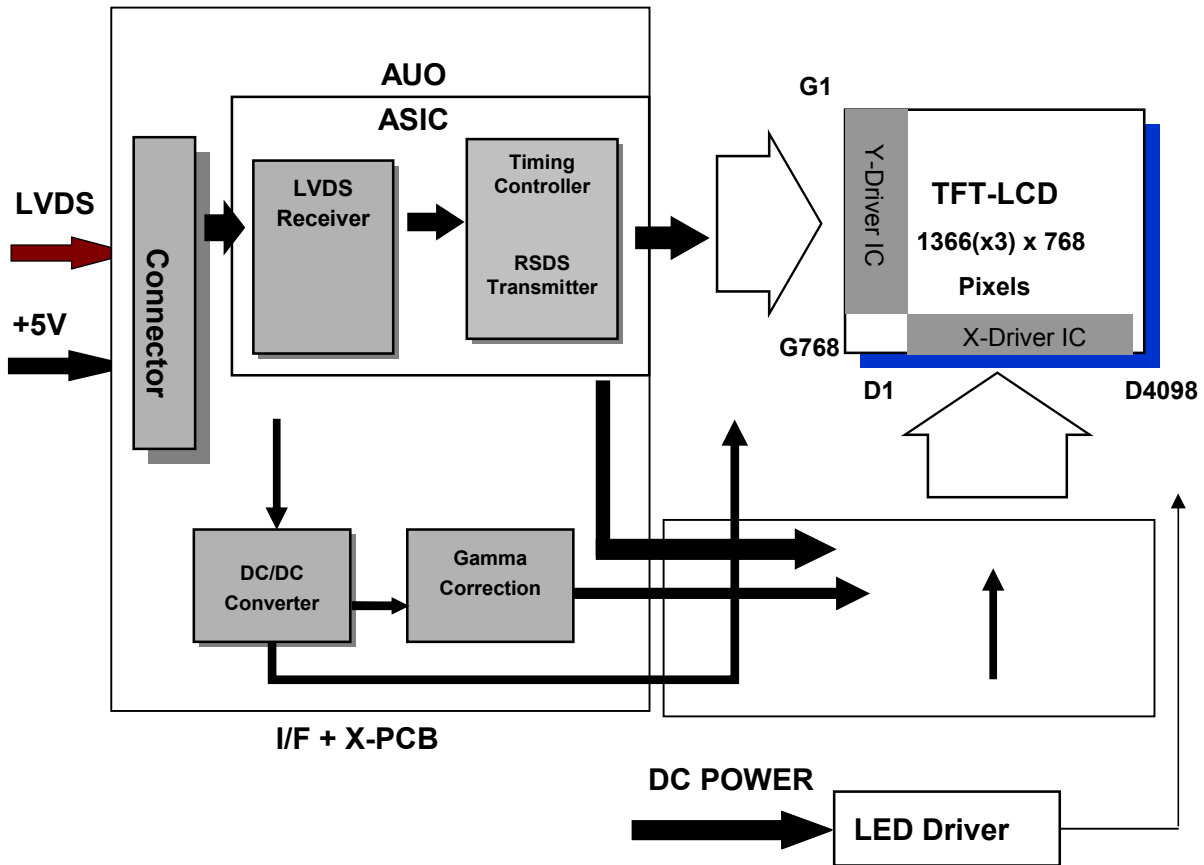 AUO
ASIC
G1
LVDS
+5V
Connector
LVDS
Receiver
Timing
Controller
RSDS
Transmitter
Y-Driver IC
TFT-LCD
1366(x3) x 768
Pixels
X-Driver IC
G768
D1
D4098
DC/DC
Converter
Gamma
Correction
I/F + X-PCB
DC POWER
LED Driver